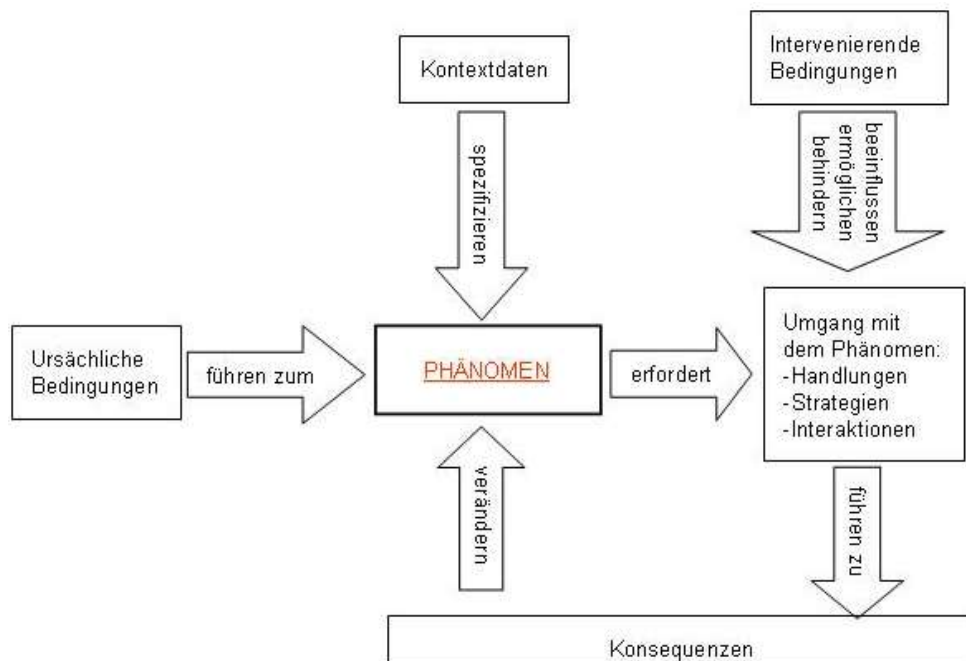 Kontextdaten
Intervenierende
Bedingungen
spezifizieren
beeinflussen
ermöglichen
behindern
Ursächliche
Bedingungen
führen zum
PHÄNOMEN
erfordert
Umgang mit
dem Phänomen:
-Handlungen
-Strategien
-Interaktionen
verändern
führen zu
Konsequenzen